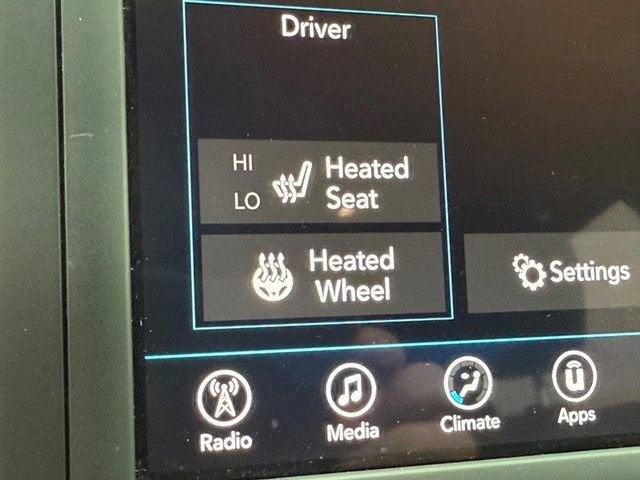 Driver
HI
LO
Heated
Seat
Heated
Wheel
Settings
Radio
Media
Climate
Apps